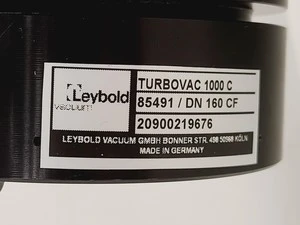 Leybold
VACUUM
TURBOVAC 1000 C
85491 / DN 160 CF
20900219676
LEYBOLD VACUUM GMBH BONNER STR. 498 50968 KÖLN
MADE IN GERMANY